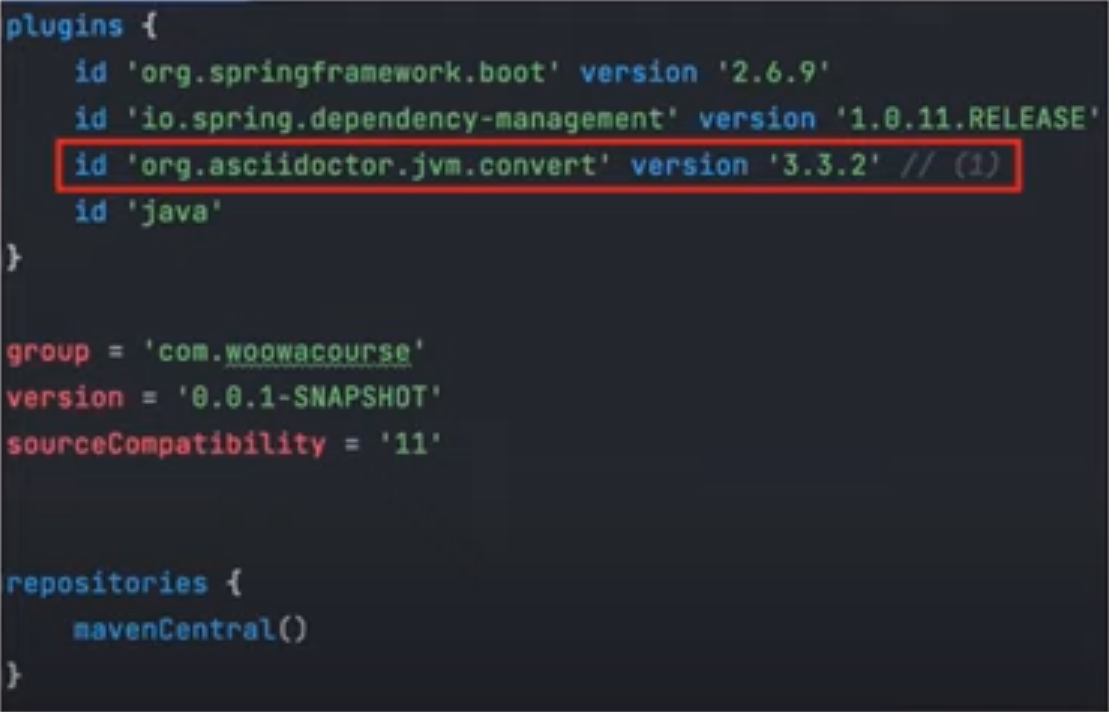 plugins {
    id 'org.springframework.boot' version '2.6.9'
    id 'io.spring.dependency-management' version '1.0.11.RELEASE'
    id 'org.asciidoctor.jvm.convert' version '3.3.2' // (1)
    id 'java'
}
group = 'com.woowacourse'
version = '0.0.1-SNAPSHOT'
sourceCompatibility = '11'
repositories {
    mavenCentral()
}